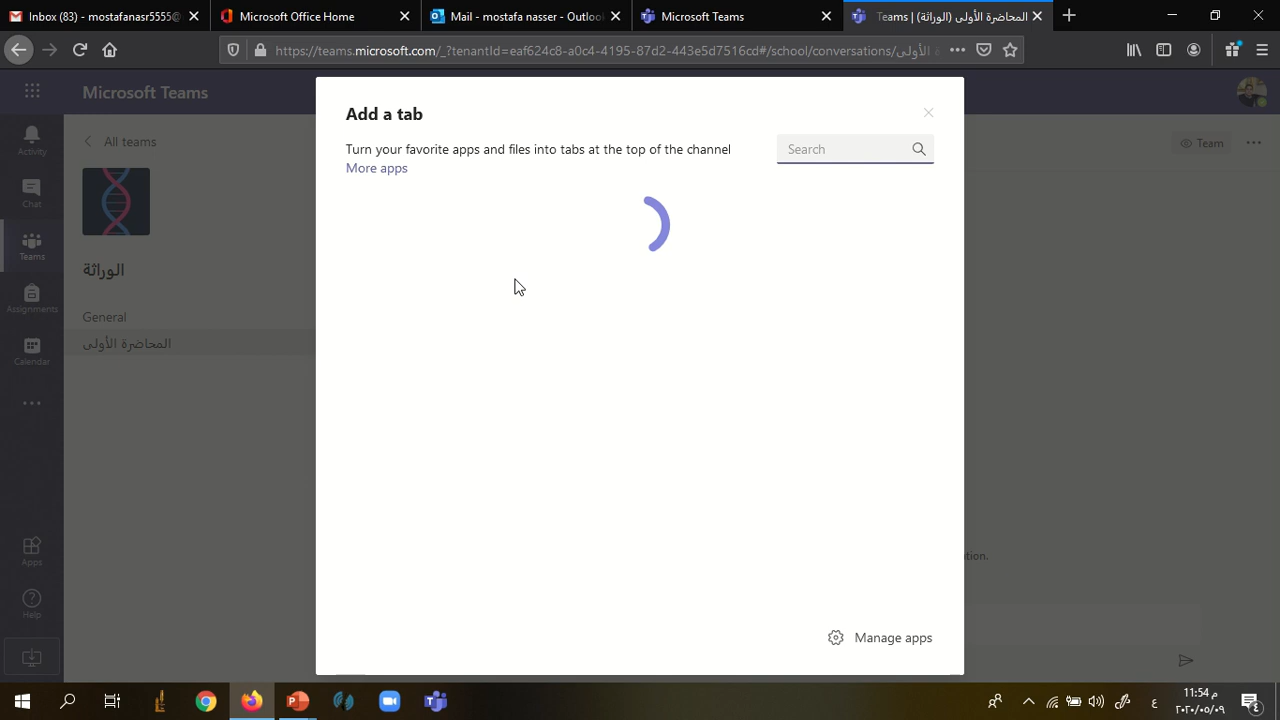 Inbox (83) - mostafanasr5555@
Microsoft Office Home
Mail - mostafa nasser - Outlook
Microsoft Teams
المحاضرة الأولى (الوراثة) | Teams
https://teams.microsoft.com/_?tenantId=eaf624c8-a0c4-4195-87d2-443e5d7516cd#/school/conversations/ة الأولى
Microsoft Teams
Activity
Chat
Teams
Assignments
Calendar
Apps
Help
All teams
الوراثة
General
المحاضرة الأولى
Add a tab
Turn your favorite apps and files into tabs at the top of the channel
More apps
Search
Manage apps
Team
ation.
ع
11:54 م
٢٠٢٠/٠٥/٠٩